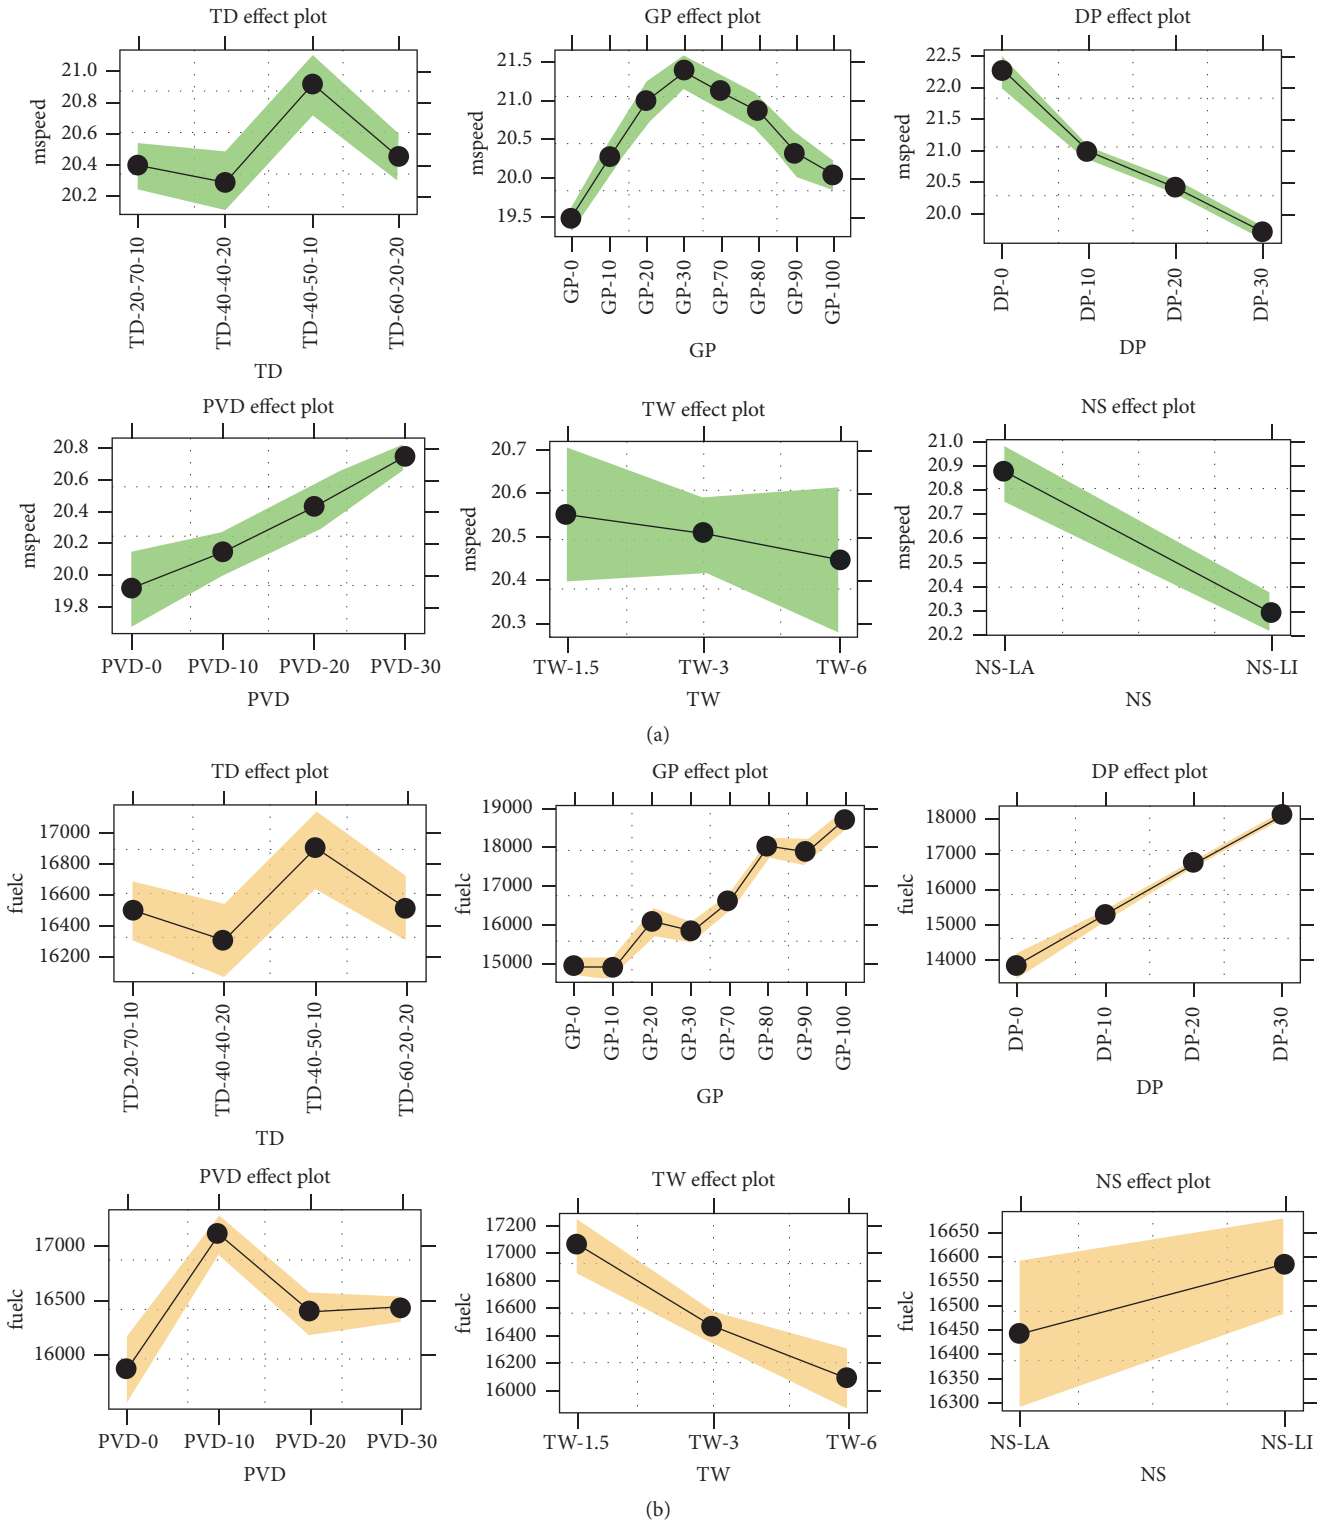 TD effect plot
mspeed
21.0
20.8
20.6
20.4
20.2
TD-20-70-10
TD-40-40-20
TD-40-50-10
TD-60-20-20
TD
GP effect plot
mspeed
21.5
21.0
20.5
20.0
19.5
GP-0
GP-10
GP-20
GP-30
GP-70
GP-80
GP-90
GP-100
GP
DP effect plot
mspeed
22.5
22.0
21.0
20.5
20.0
DP-0
DP-10
DP-20
DP-30
DP
PVD effect plot
mspeed
20.8
20.6
20.4
20.2
20.0
19.8
PVD-0 PVD-10 PVD-20 PVD-30
PVD
TW effect plot
mspeed
20.7
20.6
20.5
20.4
20.3
TW-1.5 TW-3 TW-6
TW
NS effect plot
mspeed
21.0
20.9
20.8
20.7
20.6
20.5
20.4
20.3
20.2
NS-LA NS-LI
NS
(a)
TD effect plot
fuelc
17000
16800
16600
16400
16200
TD-20-70-10
TD-40-40-20
TD-40-50-10
TD-60-20-20
TD
GP effect plot
19000
18000
17000
16000
15000
GP-0
GP-10
GP-20
GP-30
GP-70
GP-80
GP-90
GP-100
GP
fuelc
DP effect plot
fuelc
18000
17000
16000
15000
14000
DP-0
DP-10
DP-20
DP-30
DP
PVD effect plot
fuelc
17000
16500
16000
PVD-0 PVD-10 PVD-20 PVD-30
PVD
TW effect plot
fuelc
17200
17000
16800
16600
16400
16200
16000
TW-1.5 TW-3 TW-6
TW
NS effect plot
fuelc
16650
16600
16550
16500
16450
16400
16350
16300
NS-LA NS-LI
NS
(b)